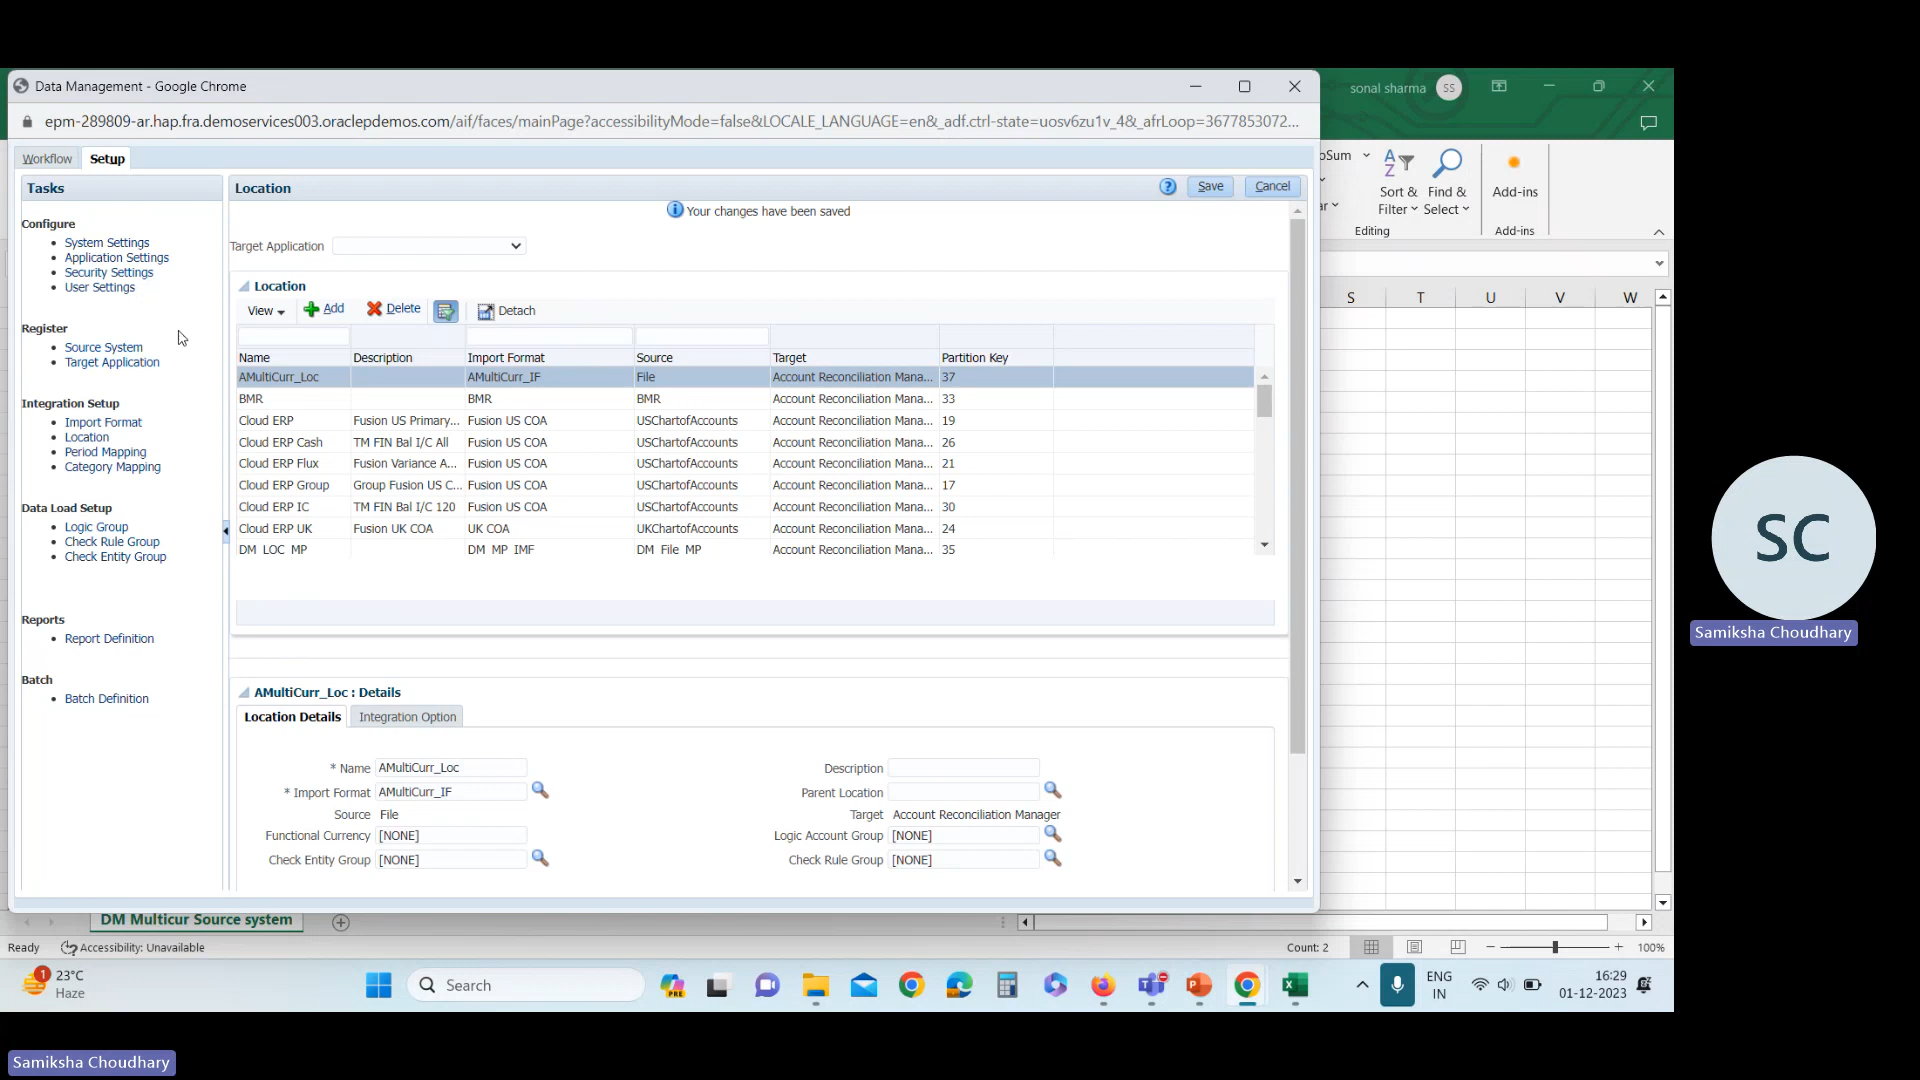 Data Management - Google Chrome
sonal sharma SS
epm-289809-ar.hap.fra.demoservices003.oraclepdemos.com/aif/faces/mainPage?accessibilityMode=false&LOCALE_LANGUAGE=en&_adf.ctrl-state=uosv6zu1v_4&_afrLoop=3677853072...
Workflow Setup
Tasks
Configure
System Settings
Application Settings
Security Settings
User Settings
Register
Source System
Target Application
Integration Setup
Import Format
Location
Period Mapping
Category Mapping
Data Load Setup
Logic Group
Check Rule Group
Check Entity Group
Reports
Report Definition
Batch
Batch Definition
Location ? Save Cancel
Your changes have been saved
Target Application
Location
View Add Delete Detach
Name Description Import Format Source Target Partition Key
AMultiCurr_Loc AMultiCurr_IF File Account Reconciliation Mana... 37
BMR BMR BMR Account Reconciliation Mana... 33
Cloud ERP Fusion US Primary... Fusion US COA USChartofAccounts Account Reconciliation Mana... 19
Cloud ERP Cash TM FIN Bal I/C All Fusion US COA USChartofAccounts Account Reconciliation Mana... 26
Cloud ERP Flux Fusion Variance A... Fusion US COA USChartofAccounts Account Reconciliation Mana... 21
Cloud ERP Group Group Fusion US C... Fusion US COA USChartofAccounts Account Reconciliation Mana... 17
Cloud ERP IC TM FIN Bal I/C 120 Fusion US COA USChartofAccounts Account Reconciliation Mana... 30
Cloud ERP UK Fusion UK COA UK COA UKChartofAccounts Account Reconciliation Mana... 24
DM_LOC_MP DM_MP_IMF DM_File_MP Account Reconciliation Mana... 35
AMultiCurr_Loc : Details
Location Details Integration Option
* Name AMultiCurr_Loc Description
* Import Format AMultiCurr_IF Parent Location
Source File Target Account Reconciliation Manager
Functional Currency [NONE] Logic Account Group [NONE]
Check Entity Group [NONE] Check Rule Group [NONE]
oSum
Sort & Filter
Find & Select
Add-ins
Editing Add-ins
S T U V W
DM Multicur Source system
Ready Accessibility: Unavailable Count: 2 100%
1 23°C
Haze
Search
PRE
ENG
IN
16:29
01-12-2023
SC
Samiksha Choudhary
Samiksha Choudhary